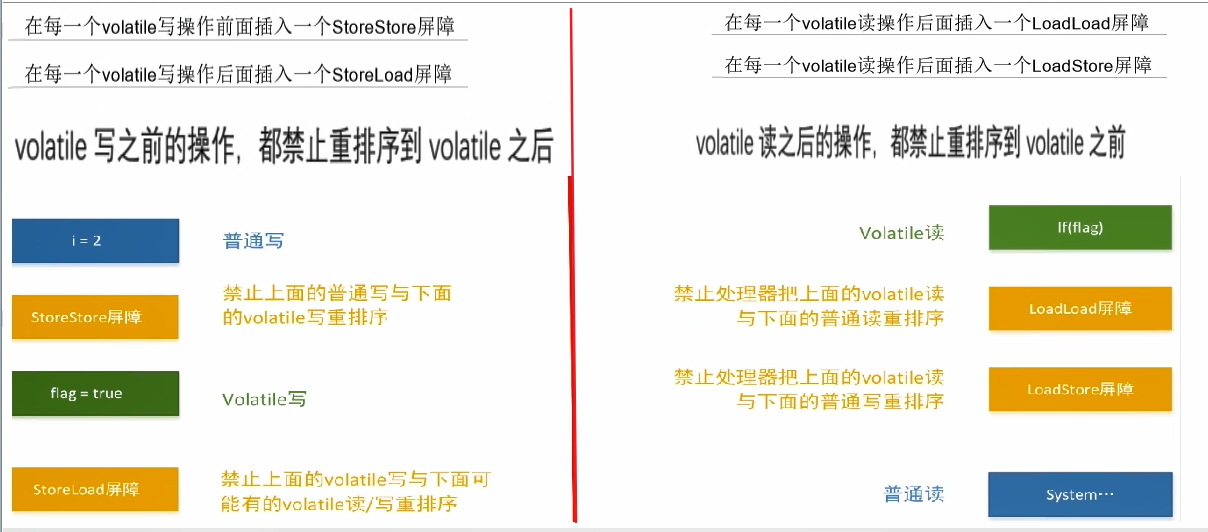 在每一个volatile写操作前面插入一个StoreStore屏障
在每一个volatile写操作后面插入一个StoreLoad屏障
volatile 写之前的操作，都禁止重排序到 volatile 之后
i = 2
普通写
StoreStore屏障
禁止上面的普通写与下面
的volatile写重排序
flag = true
Volatile写
StoreLoad屏障
禁止上面的volatile写与下面可
能有的volatile读/写重排序
在每一个volatile读操作后面插入一个LoadLoad屏障
在每一个volatile读操作后面插入一个LoadStore屏障
volatile 读之后的操作，都禁止重排序到 volatile 之前
Volatile读
If(flag)
禁止处理器把上面的volatile读
与下面的普通读重排序
LoadLoad屏障
禁止处理器把上面的volatile读
与下面的普通写重排序
LoadStore屏障
普通读
System…